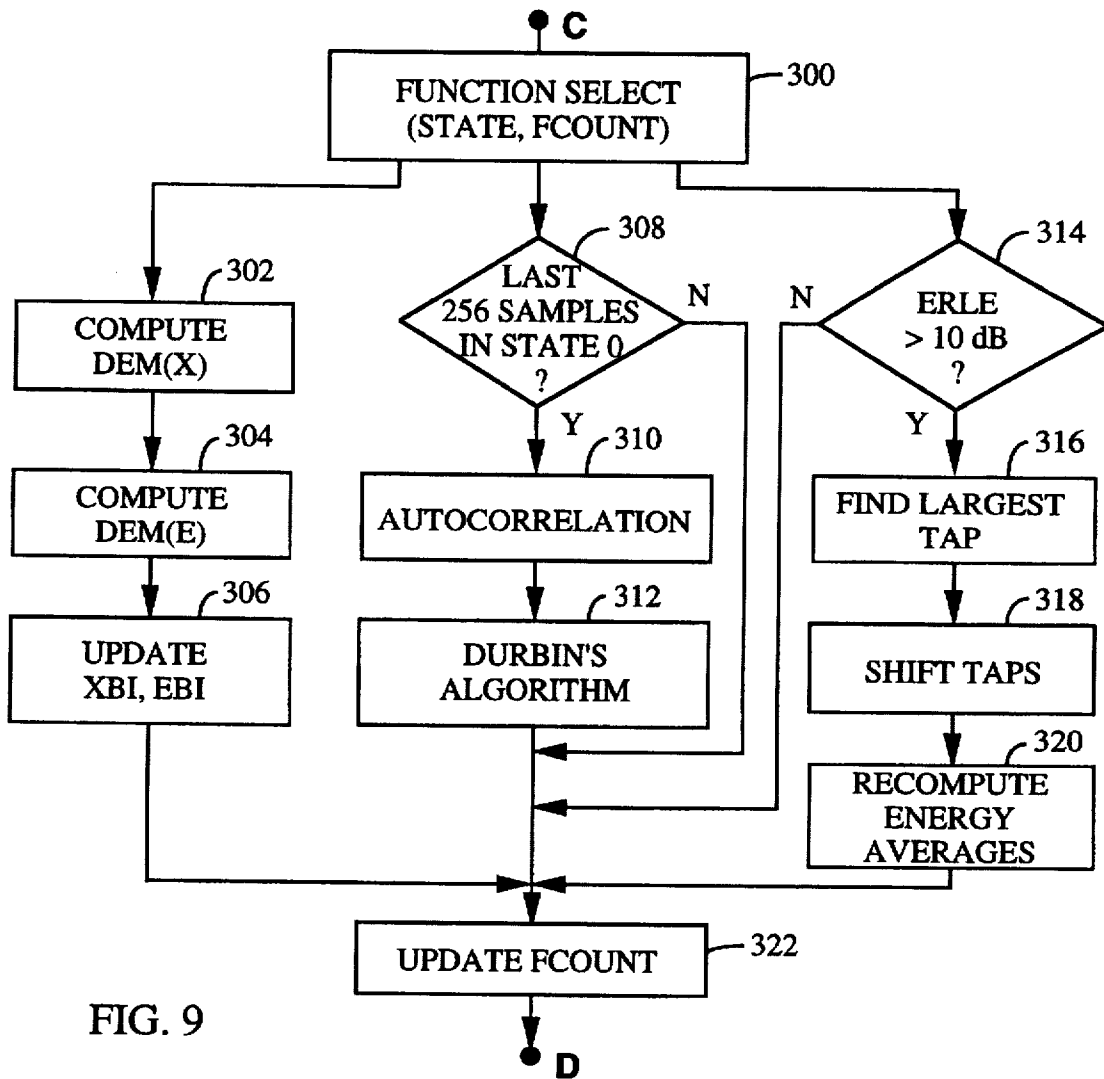 C
300
FUNCTION SELECT
(STATE, FCOUNT)
302
COMPUTE
DEM(X)
304
COMPUTE
DEM(E)
306
UPDATE
XBI, EBI
308
LAST
256 SAMPLES
IN STATE 0
?
N
Y
310
AUTOCORRELATION
312
DURBIN'S
ALGORITHM
314
ERLE
> 10 dB
?
N
Y
316
FIND LARGEST
TAP
318
SHIFT TAPS
320
RECOMPUTE
ENERGY
AVERAGES
322
UPDATE FCOUNT
D
FIG. 9